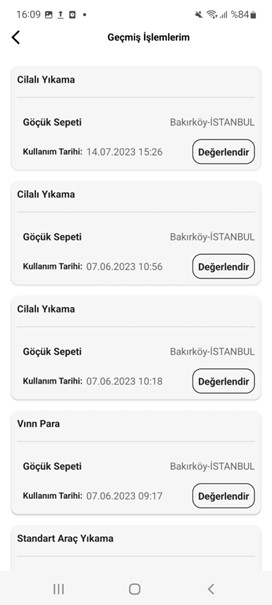 16:09 %84
Geçmiş İşlemlerim
Cilalı Yıkama
Göçük Sepeti Bakırköy-İSTANBUL
Kullanım Tarihi: 14.07.2023 15:26 Değerlendir
Cilalı Yıkama
Göçük Sepeti Bakırköy-İSTANBUL
Kullanım Tarihi: 07.06.2023 10:56 Değerlendir
Cilalı Yıkama
Göçük Sepeti Bakırköy-İSTANBUL
Kullanım Tarihi: 07.06.2023 10:18 Değerlendir
Vınn Para
Göçük Sepeti Bakırköy-İSTANBUL
Kullanım Tarihi: 07.06.2023 09:17 Değerlendir
Standart Araç Yıkama